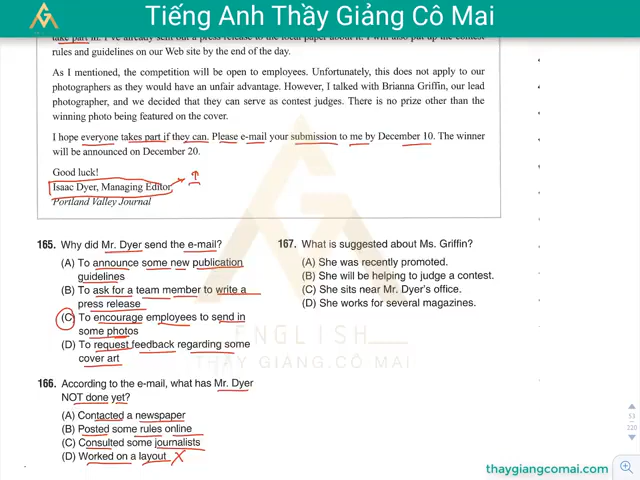 Tiếng Anh Thầy Giảng Cô Mai
take part in. I've already sent out a press release to the local paper about it. I will also put up the contest
rules and guidelines on our Web site by the end of the day.
As I mentioned, the competition will be open to employees. Unfortunately, this does not apply to our
photographers as they would have an unfair advantage. However, I talked with Brianna Griffin, our lead
photographer, and we decided that they can serve as contest judges. There is no prize other than the
winning photo being featured on the cover.
I hope everyone takes part if they can. Please e-mail your submission to me by December 10. The winner
will be announced on December 20.
Good luck!
Isaac Dyer, Managing Editor
Portland Valley Journal
165. Why did Mr. Dyer send the e-mail?
(A) To announce some new publication
guidelines
(B) To ask for a team member to write a
press release
(C) To encourage employees to send in
some photos
(D) To request feedback regarding some
cover art
166. According to the e-mail, what has Mr. Dyer
NOT done yet?
(A) Contacted a newspaper
(B) Posted some rules online
(C) Consulted some journalists
(D) Worked on a layout
167. What is suggested about Ms. Griffin?
(A) She was recently promoted.
(B) She will be helping to judge a contest.
(C) She sits near Mr. Dyer's office.
(D) She works for several magazines.
ENGLISH
THẦY GIẢNG.CÔ MAI
53
220
thaygiangcomai.com